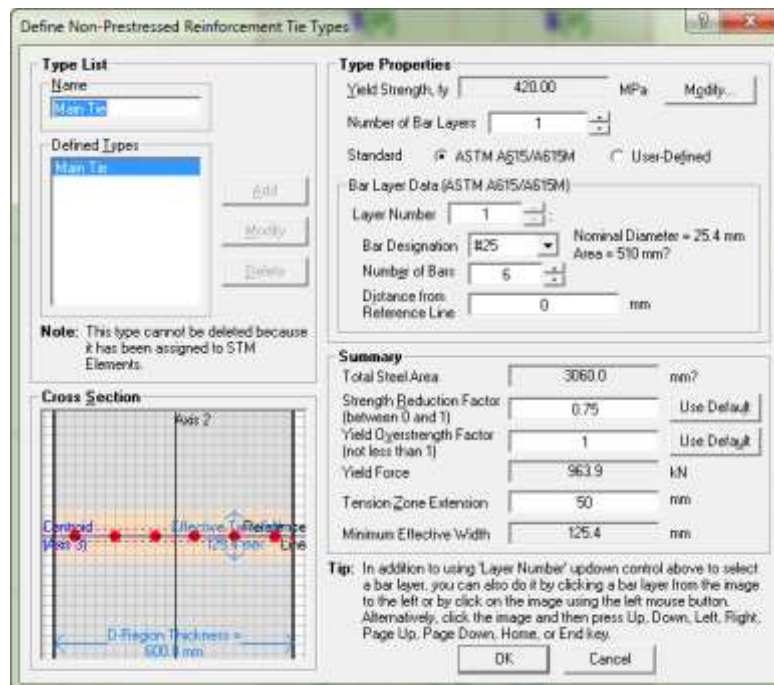 Define Non-Prestressed Reinforcement Tie Types
Type List
Name
Main Tie
Defined Types
Main Tie
Add
Modify
Delete
Note: This type cannot be deleted because
it has been assigned to STM
Elements.
Cross Section
Axis 2
Centroid
(Axis 3)
Effective
Reference
Line
D-Region Thickness =
600.0 mm
Type Properties
Yield Strength, fy 420.00 MPa Modify...
Number of Bar Layers 1
Standard ASTM A615/A615M User-Defined
Bar Layer Data (ASTM A615/A615M)
Layer Number 1 :
Bar Designation #25 Nominal Diameter = 25.4 mm
Area = 510 mm?
Number of Bars 6
Distance from
Reference Line 0 mm
Summary
Total Steel Area 3060.0 mm?
Strength Reduction Factor
(between 0 and 1) 0.75 Use Default
Yield Overstrength Factor
(not less than 1) 1 Use Default
Yield Force 963.9 kN
Tension Zone Extension 50 mm
Minimum Effective Width 125.4 mm
Tip: In addition to using 'Layer Number' updown control above to select
a bar layer, you can also do it by clicking a bar layer from the image
to the left or by click on the image using the left mouse button.
Alternatively, click the image and then press Up, Down, Left, Right,
Page Up, Page Down, Home, or End key.
OK Cancel